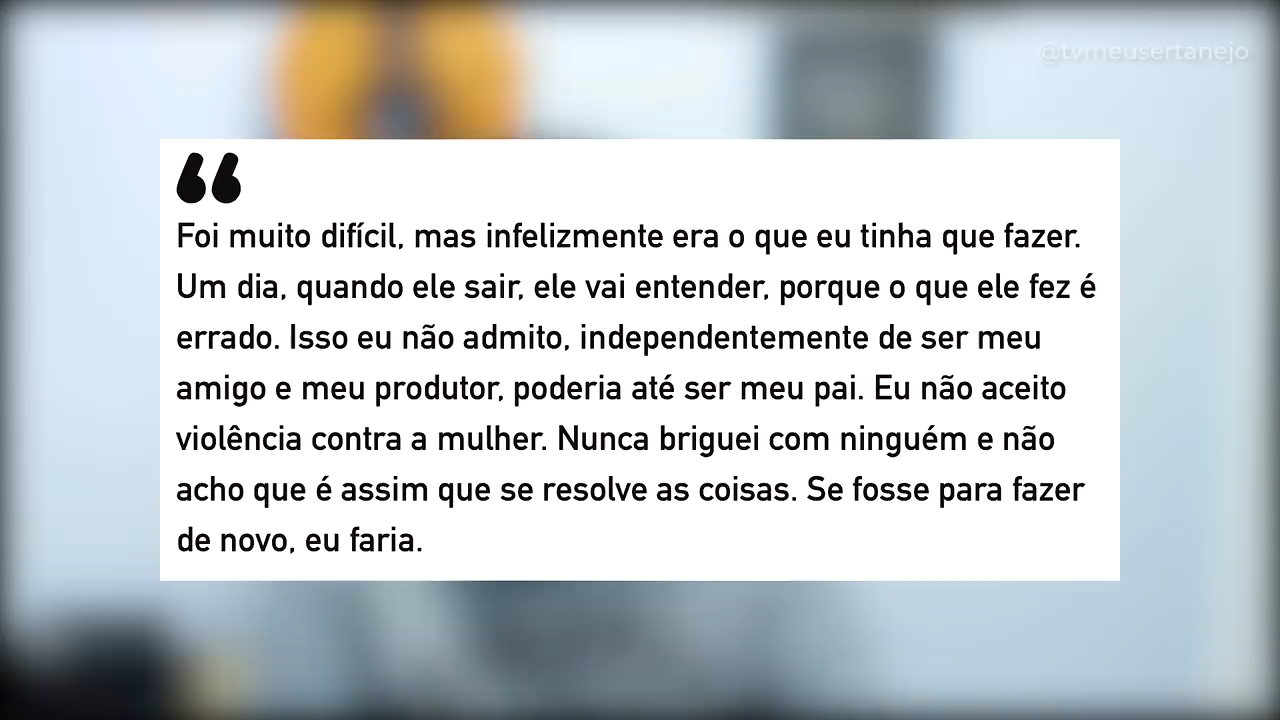 @tvmeusertanejo
“
Foi muito difícil, mas infelizmente era o que eu tinha que fazer.
Um dia, quando ele sair, ele vai entender, porque o que ele fez é
errado. Isso eu não admito, independentemente de ser meu
amigo e meu produtor, poderia até ser meu pai. Eu não aceito
violência contra a mulher. Nunca briguei com ninguém e não
acho que é assim que se resolve as coisas. Se fosse para fazer
de novo, eu faria.